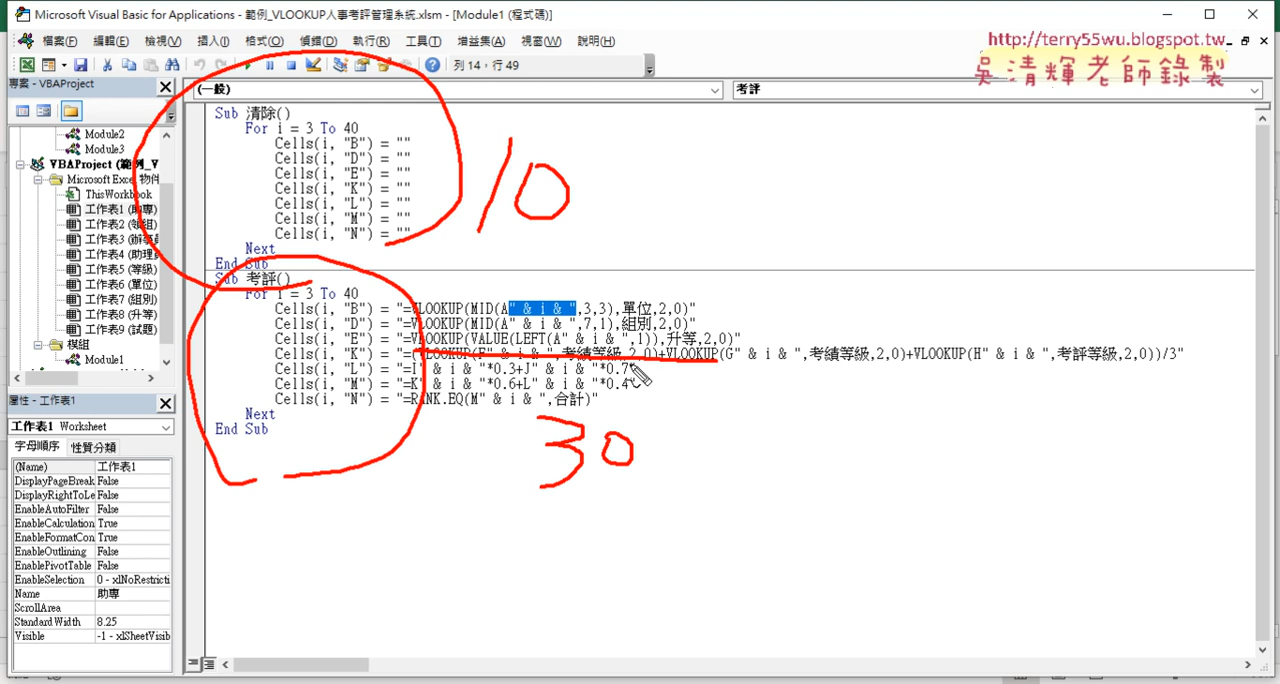 Microsoft Visual Basic for Applications - 範例_VLOOKUP人事考評管理系統.xlsm - [Module1 (程式碼)]
檔案(F) 編輯(E) 檢視(V) 插入(I) 格式(O) 偵錯(D) 執行(R) 工具(T) 增益集(A) 視窗(W) 說明(H)
http://terry55wu.blogspot.tw
吳清輝老師錄製
列 14，行 49
專案 - VBAProject
(一般) 考評
Module2
Module3
VBAProject (範例_V
Microsoft Excel 物件
ThisWorkbook
工作表1 (助專)
工作表2
工作表3 (辦事員
工作表4 (助理員
工作表5 (等級)
工作表6 (單位)
工作表7 (組別)
工作表8 (升等)
工作表9 (試題)
模組
Module1
屬性 - 工作表1
工作表1 Worksheet
字母順序 性質分類
(Name) 工作表1
DisplayPageBreak False
DisplayRightToLe False
EnableAutoFilter False
EnableCalculation True
EnableFormatCon True
EnableOutlining False
EnablePivotTable False
EnableSelection 0 - xlNoRestricti
Name 助專
ScrollArea
StandardWidth 8.25
Visible -1 - xlSheetVisib
Sub 清除()
For i = 3 To 40
Cells(i, "B") = ""
Cells(i, "D") = ""
Cells(i, "E") = ""
Cells(i, "K") = ""
Cells(i, "L") = ""
Cells(i, "M") = ""
Cells(i, "N") = ""
Next
End Sub
10
Sub 考評()
For i = 3 To 40
Cells(i, "B") = "=VLOOKUP(MID(A" & i & ",3,3),單位,2,0)"
Cells(i, "D") = "=VLOOKUP(MID(A" & i & ",7,1),組別,2,0)"
Cells(i, "E") = "=VLOOKUP(VALUE(LEFT(A" & i & ",1)),升等,2,0)"
Cells(i, "K") = "=(VLOOKUP(F" & i & ",考績等級,2,0)+VLOOKUP(G" & i & ",考績等級,2,0)+VLOOKUP(H" & i & ",考評等級,2,0))/3"
Cells(i, "L") = "=I" & i & "*0.3+J" & i & "*0.7"
Cells(i, "M") = "=K" & i & "*0.6+L" & i & "*0.4"
Cells(i, "N") = "=RANK.EQ(M" & i & ",合計)"
Next
End Sub
30